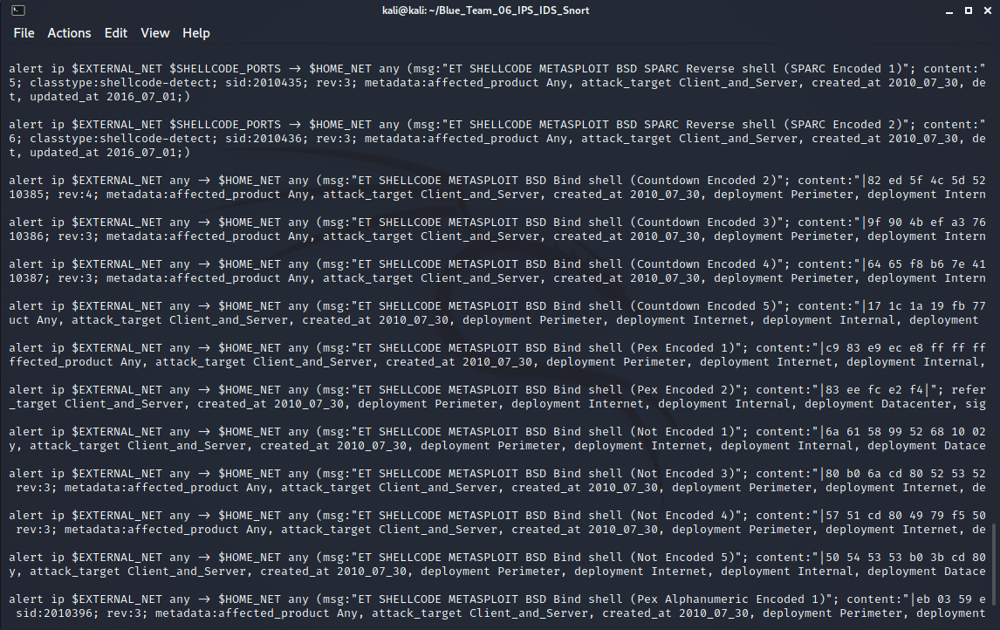 kali@kali: ~/Blue_Team_06_IPS_IDS_Snort
File Actions Edit View Help
alert ip $EXTERNAL_NET $SHELLCODE_PORTS -> $HOME_NET any (msg:"ET SHELLCODE METASPLOIT BSD SPARC Reverse shell (SPARC Encoded 1)"; content:"
5; classtype:shellcode-detect; sid:2010435; rev:3; metadata:affected_product Any, attack_target Client_and_Server, created_at 2010_07_30, de
t, updated_at 2016_07_01;)
alert ip $EXTERNAL_NET $SHELLCODE_PORTS -> $HOME_NET any (msg:"ET SHELLCODE METASPLOIT BSD SPARC Reverse shell (SPARC Encoded 2)"; content:"
6; classtype:shellcode-detect; sid:2010436; rev:3; metadata:affected_product Any, attack_target Client_and_Server, created_at 2010_07_30, de
t, updated_at 2016_07_01;)
alert ip $EXTERNAL_NET any -> $HOME_NET any (msg:"ET SHELLCODE METASPLOIT BSD Bind shell (Countdown Encoded 2)"; content:"|82 ed 5f 4c 5d 52
10385; rev:4; metadata:affected_product Any, attack_target Client_and_Server, created_at 2010_07_30, deployment Perimeter, deployment Intern
alert ip $EXTERNAL_NET any -> $HOME_NET any (msg:"ET SHELLCODE METASPLOIT BSD Bind shell (Countdown Encoded 3)"; content:"|9f 90 4b ef a3 76
10386; rev:3; metadata:affected_product Any, attack_target Client_and_Server, created_at 2010_07_30, deployment Perimeter, deployment Intern
alert ip $EXTERNAL_NET any -> $HOME_NET any (msg:"ET SHELLCODE METASPLOIT BSD Bind shell (Countdown Encoded 4)"; content:"|64 65 f8 b6 7e 41
10387; rev:3; metadata:affected_product Any, attack_target Client_and_Server, created_at 2010_07_30, deployment Perimeter, deployment Intern
alert ip $EXTERNAL_NET any -> $HOME_NET any (msg:"ET SHELLCODE METASPLOIT BSD Bind shell (Countdown Encoded 5)"; content:"|17 1c 1a 19 fb 77
uct Any, attack_target Client_and_Server, created_at 2010_07_30, deployment Perimeter, deployment Internet, deployment Internal, deployment
alert ip $EXTERNAL_NET any -> $HOME_NET any (msg:"ET SHELLCODE METASPLOIT BSD Bind shell (Pex Encoded 1)"; content:"|c9 83 e9 ec e8 ff ff ff
ffected_product Any, attack_target Client_and_Server, created_at 2010_07_30, deployment Perimeter, deployment Internet, deployment Internal,
alert ip $EXTERNAL_NET any -> $HOME_NET any (msg:"ET SHELLCODE METASPLOIT BSD Bind shell (Pex Encoded 2)"; content:"|83 ee fc e2 f4|"; refer
_target Client_and_Server, created_at 2010_07_30, deployment Perimeter, deployment Internet, deployment Internal, deployment Datacenter, sig
alert ip $EXTERNAL_NET any -> $HOME_NET any (msg:"ET SHELLCODE METASPLOIT BSD Bind shell (Not Encoded 1)"; content:"|6a 61 58 99 52 68 10 02
y, attack_target Client_and_Server, created_at 2010_07_30, deployment Perimeter, deployment Internet, deployment Internal, deployment Datace
alert ip $EXTERNAL_NET any -> $HOME_NET any (msg:"ET SHELLCODE METASPLOIT BSD Bind shell (Not Encoded 3)"; content:"|80 b0 6a cd 80 52 53 52
rev:3; metadata:affected_product Any, attack_target Client_and_Server, created_at 2010_07_30, deployment Perimeter, deployment Internet, de
alert ip $EXTERNAL_NET any -> $HOME_NET any (msg:"ET SHELLCODE METASPLOIT BSD Bind shell (Not Encoded 4)"; content:"|57 51 cd 80 49 79 f5 50
rev:3; metadata:affected_product Any, attack_target Client_and_Server, created_at 2010_07_30, deployment Perimeter, deployment Internet, de
alert ip $EXTERNAL_NET any -> $HOME_NET any (msg:"ET SHELLCODE METASPLOIT BSD Bind shell (Not Encoded 5)"; content:"|50 54 53 53 b0 3b cd 80
y, attack_target Client_and_Server, created_at 2010_07_30, deployment Perimeter, deployment Internet, deployment Internal, deployment Datace
alert ip $EXTERNAL_NET any -> $HOME_NET any (msg:"ET SHELLCODE METASPLOIT BSD Bind shell (Pex Alphanumeric Encoded 1)"; content:"|eb 03 59 e
sid:2010396; rev:3; metadata:affected_product Any, attack_target Client_and_Server, created_at 2010_07_30, deployment Perimeter, deployment